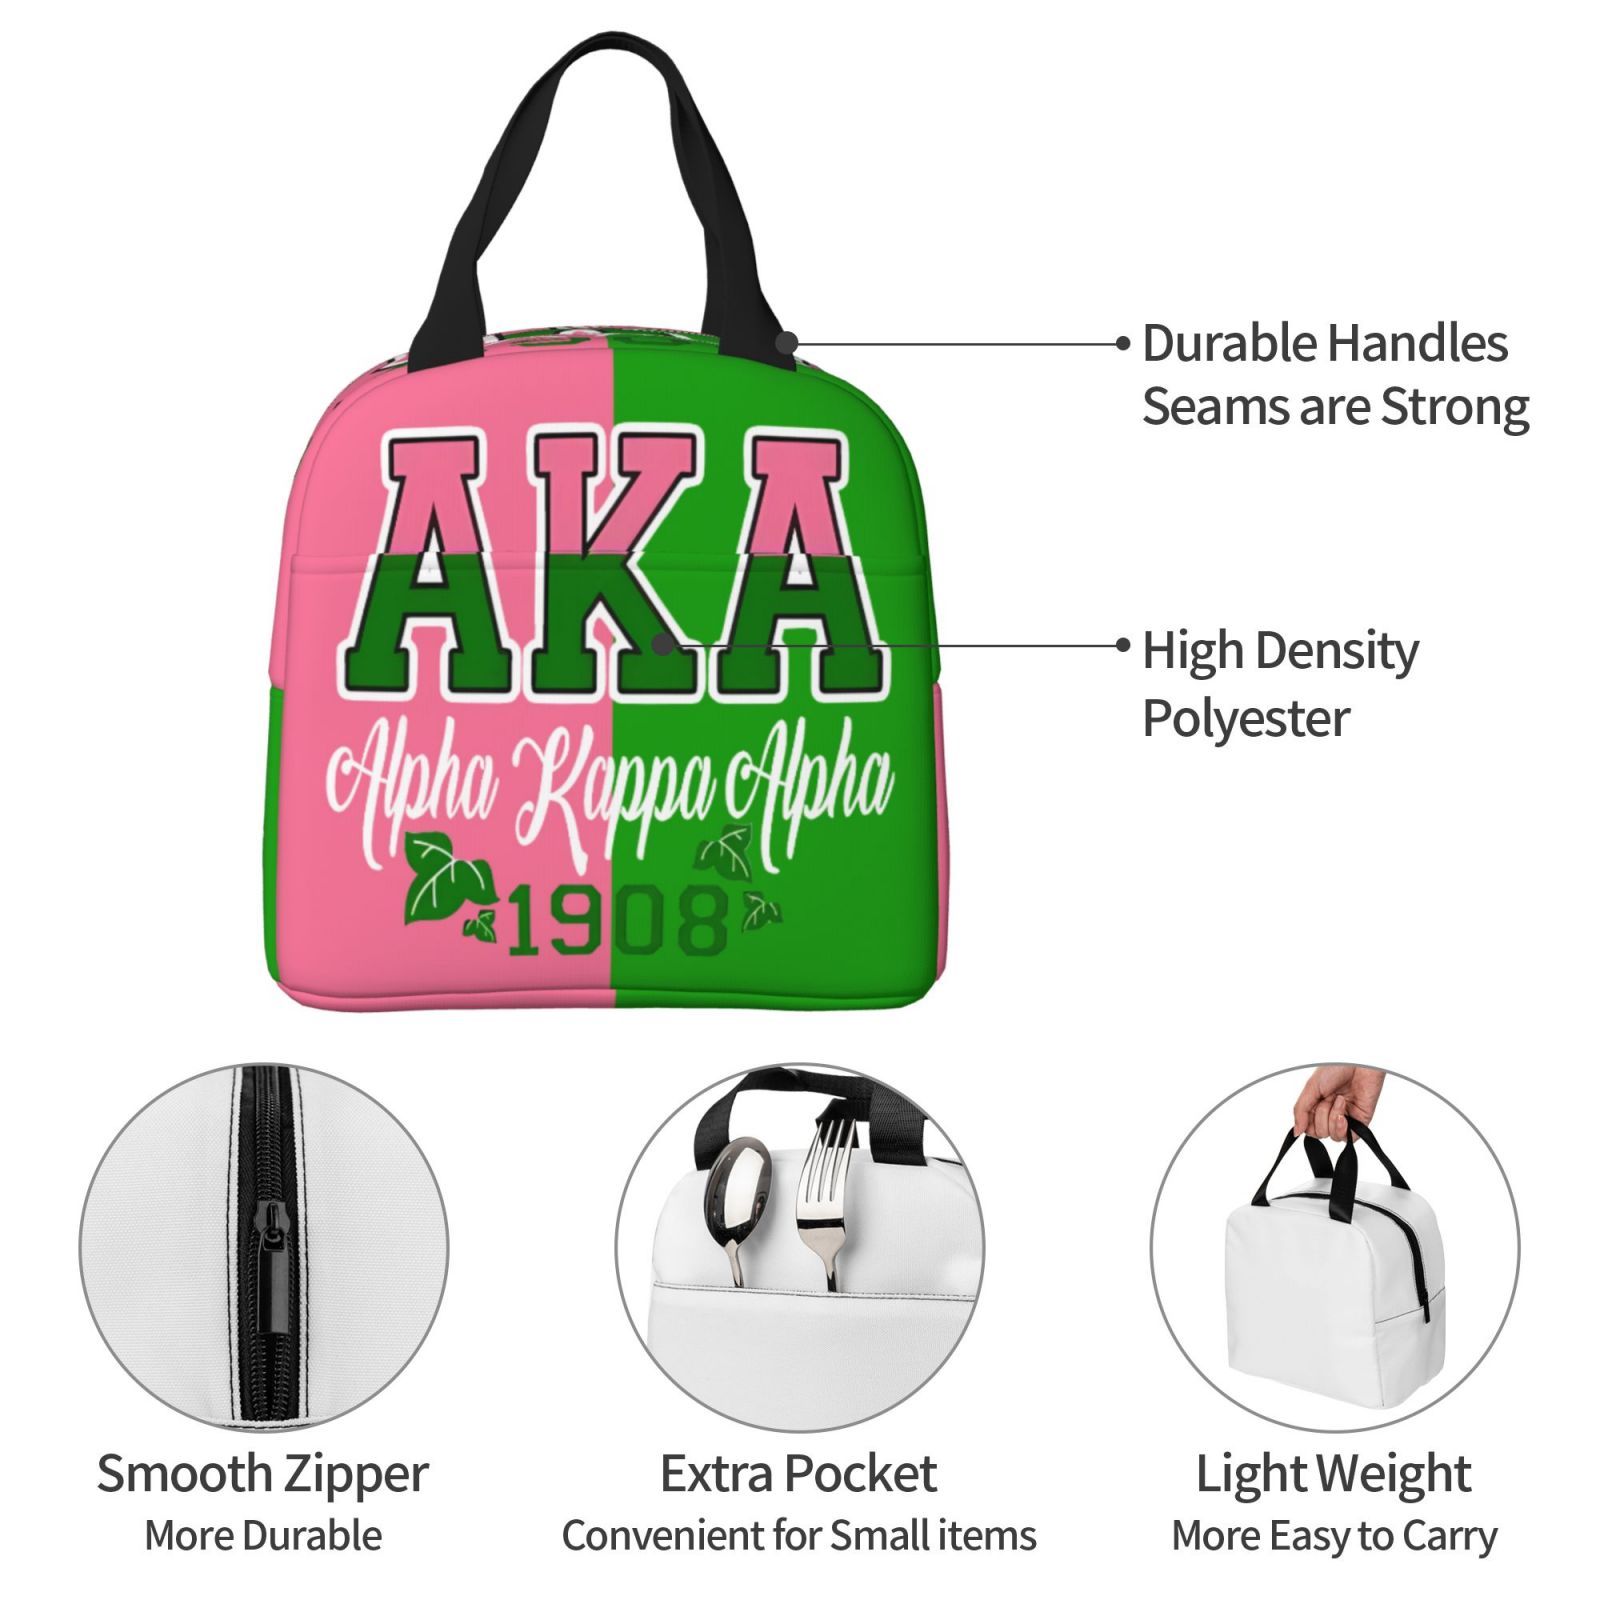 AKA
Alpha Kappa Alpha
1908
Durable Handles
Seams are Strong
High Density
Polyester
Smooth Zipper
More Durable
Extra Pocket
Convenient for Small items
Light Weight
More Easy to Carry